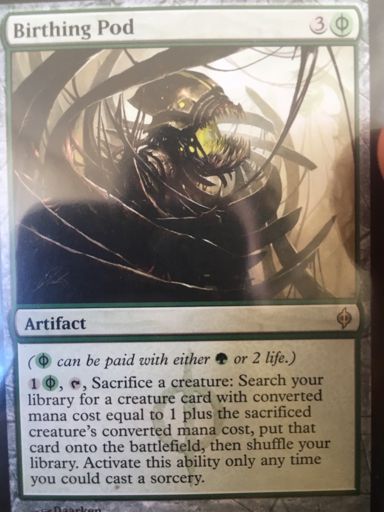 Birthing Pod 3
Artifact
( can be paid with either or 2 life.)
1 , , Sacrifice a creature: Search your
library for a creature card with converted
mana cost equal to 1 plus the sacrificed
creature's converted mana cost, put that
card onto the battlefield, then shuffle your
library. Activate this ability only any time
you could cast a sorcery.
Daarken